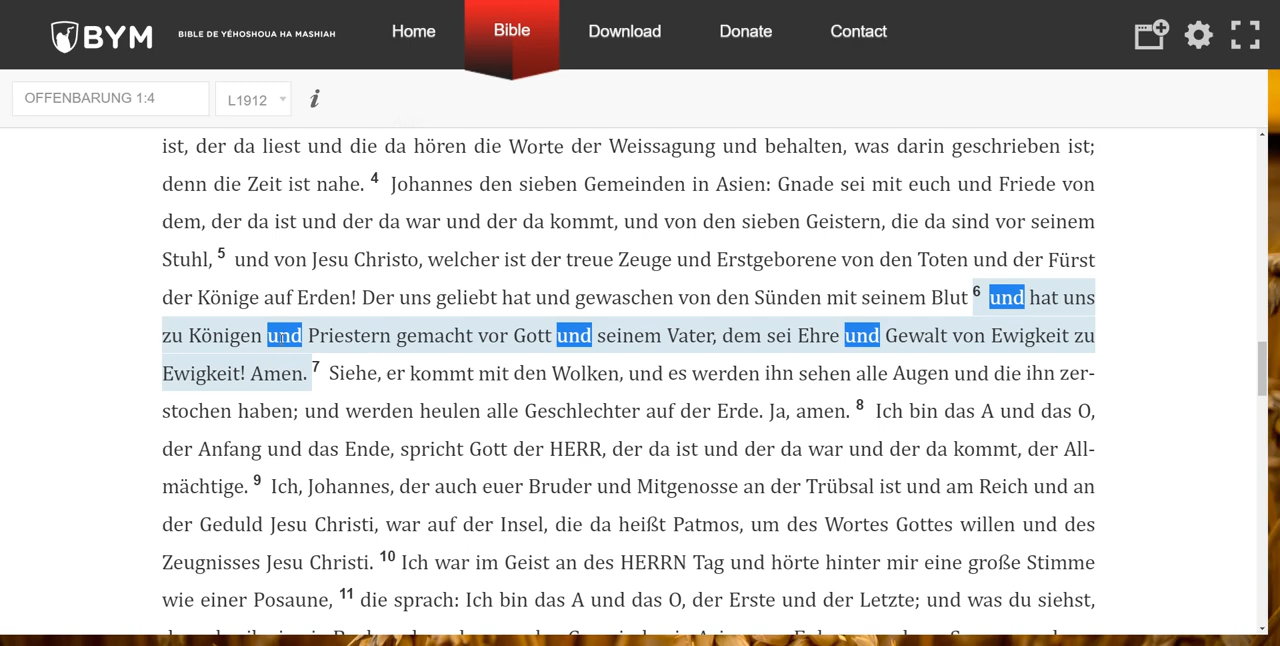 BYM BIBLE DE YÉHOSHOUA HA MASHIAH Home Bible Download Donate Contact
OFFENBARUNG 1:4 L1912 i
ist, der da liest und die da hören die Worte der Weissagung und behalten, was darin geschrieben ist;
denn die Zeit ist nahe. 4 Johannes den sieben Gemeinden in Asien: Gnade sei mit euch und Friede von
dem, der da ist und der da war und der da kommt, und von den sieben Geistern, die da sind vor seinem
Stuhl, 5 und von Jesu Christo, welcher ist der treue Zeuge und Erstgeborene von den Toten und der Fürst
der Könige auf Erden! Der uns geliebt hat und gewaschen von den Sünden mit seinem Blut 6 und hat uns
zu Königen und Priestern gemacht vor Gott und seinem Vater, dem sei Ehre und Gewalt von Ewigkeit zu
Ewigkeit! Amen. 7 Siehe, er kommt mit den Wolken, und es werden ihn sehen alle Augen und die ihn zer-
stochen haben; und werden heulen alle Geschlechter auf der Erde. Ja, amen. 8 Ich bin das A und das O,
der Anfang und das Ende, spricht Gott der HERR, der da ist und der da war und der da kommt, der All-
mächtige. 9 Ich, Johannes, der auch euer Bruder und Mitgenosse an der Trübsal ist und am Reich und an
der Geduld Jesu Christi, war auf der Insel, die da heißt Patmos, um des Wortes Gottes willen und des
Zeugnisses Jesu Christi. 10 Ich war im Geist an des HERRN Tag und hörte hinter mir eine große Stimme
wie einer Posaune, 11 die sprach: Ich bin das A und das O, der Erste und der Letzte; und was du siehst,